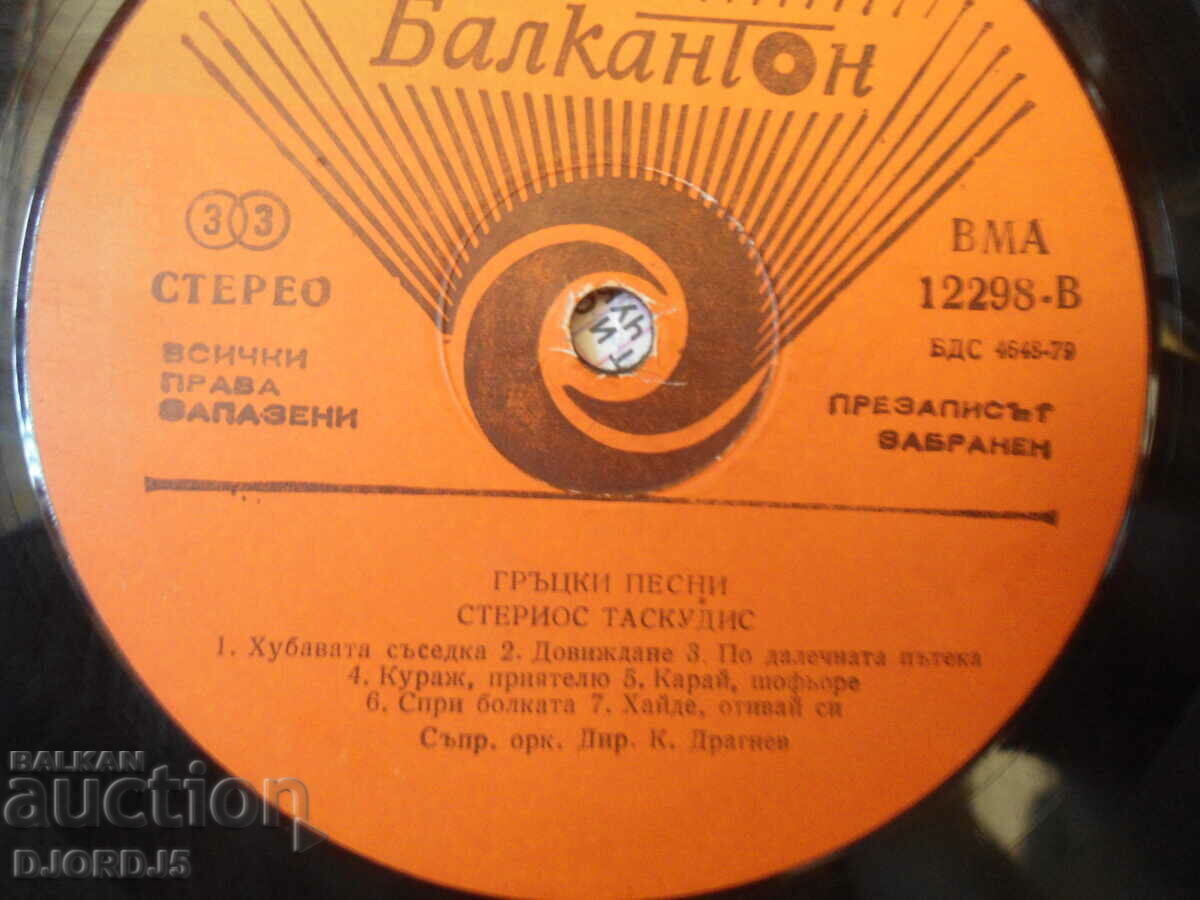 Балкантон
33
СТЕРЕО
ВСИЧКИ
ПРАВА
ЗАПАЗЕНИ
ВМА
12298-В
БДС 4645-79
ПРЕЗАПИСЪТ
ЗАБРАНЕН
ГРЪЦКИ ПЕСНИ
СТЕРИОС ТАСКУДИС
1. Хубавата съседка 2. Довиждане 3. По далечната пътека
4. Кураж, приятелю 5. Карай, шофьоре
6. Спри болката 7. Хайде, отивай си
Съпр. орк. Дир. К. Драгнев
BALKAN
auction
DJORDJ5